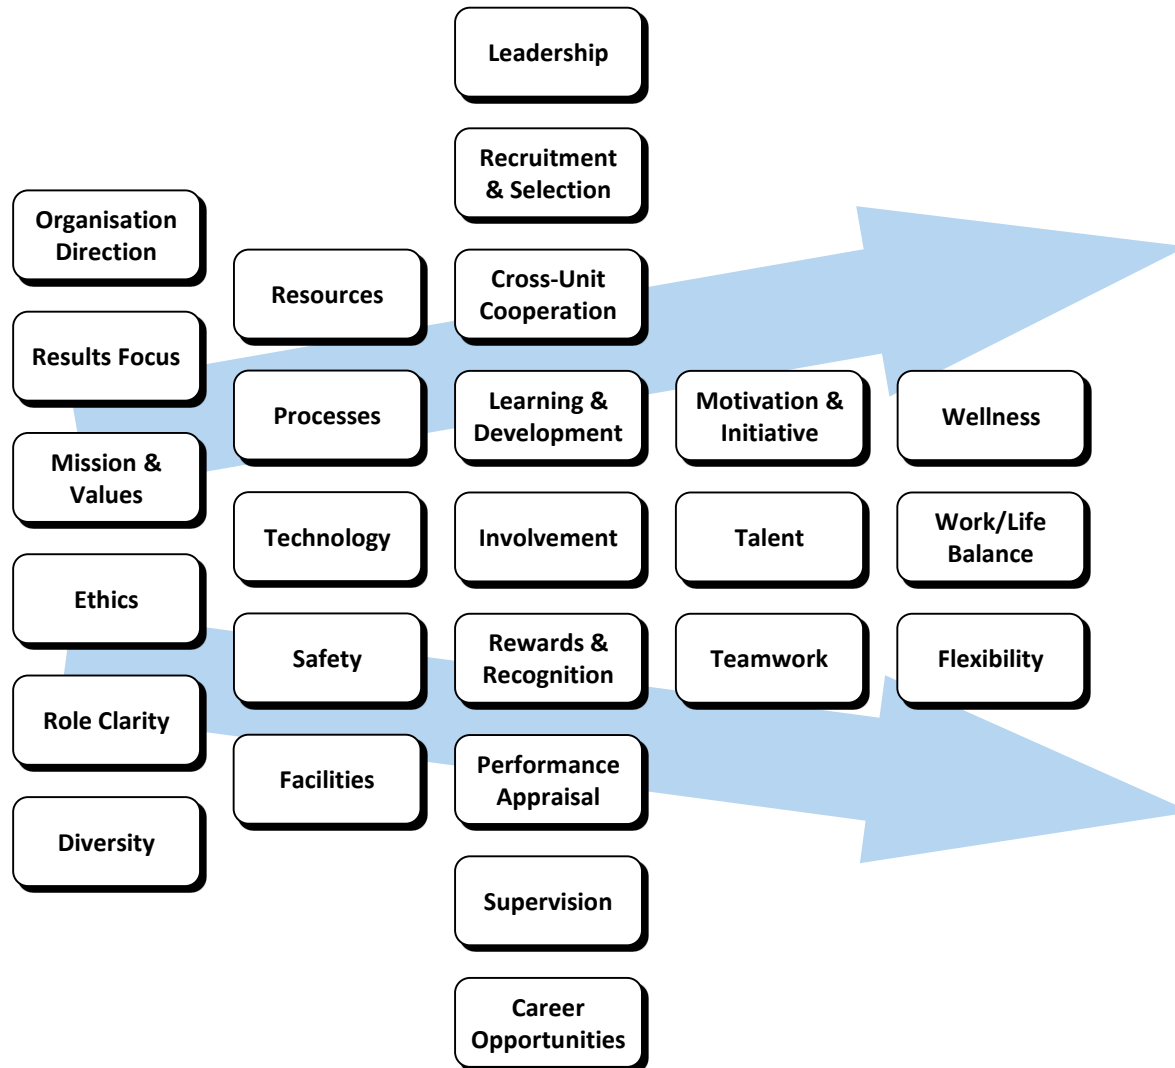 Organisation
Direction
Results Focus
Mission &
Values
Ethics
Role Clarity
Diversity
Resources
Processes
Technology
Safety
Facilities
Leadership
Recruitment
& Selection
Cross-Unit
Cooperation
Learning &
Development
Involvement
Rewards &
Recognition
Performance
Appraisal
Supervision
Career
Opportunities
Motivation &
Initiative
Talent
Teamwork
Wellness
Work/Life
Balance
Flexibility